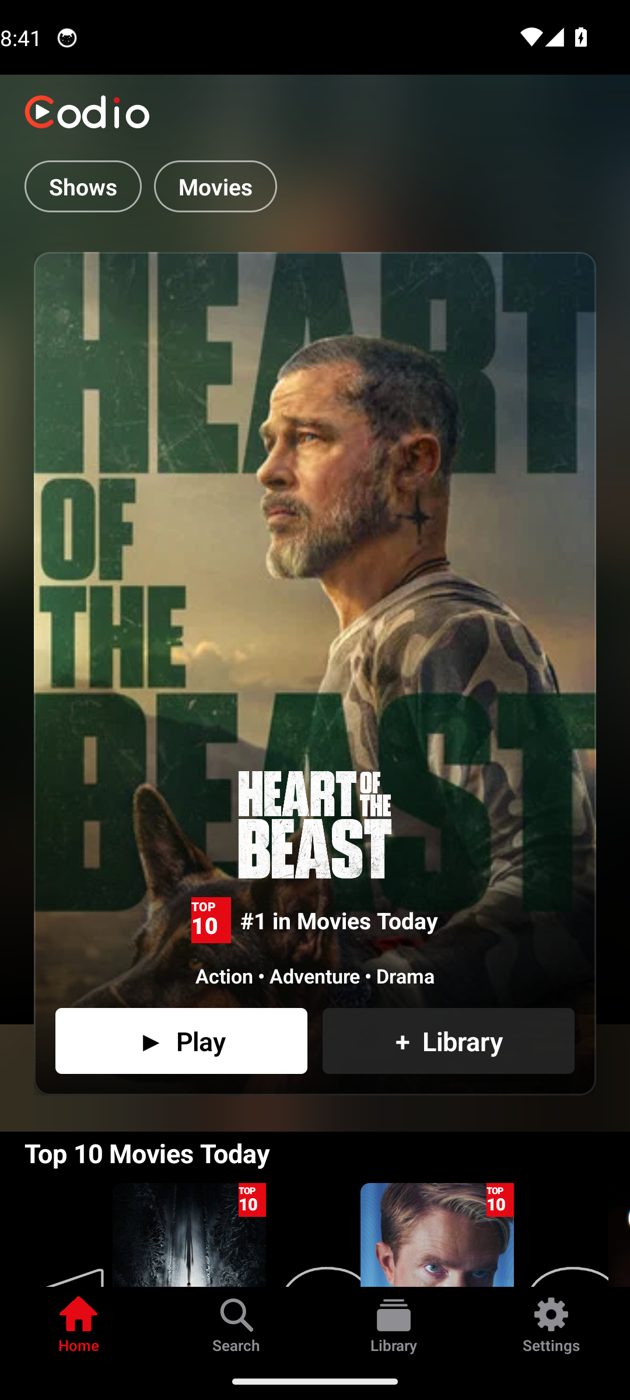 8:41
Codio
Shows
Movies
HEART
OF
THE
BEAST
HEART OF THE
BEAST
TOP
10
#1 in Movies Today
Action • Adventure • Drama
▶ Play
+ Library
Top 10 Movies Today
TOP
10
TOP
10
Home
Search
Library
Settings